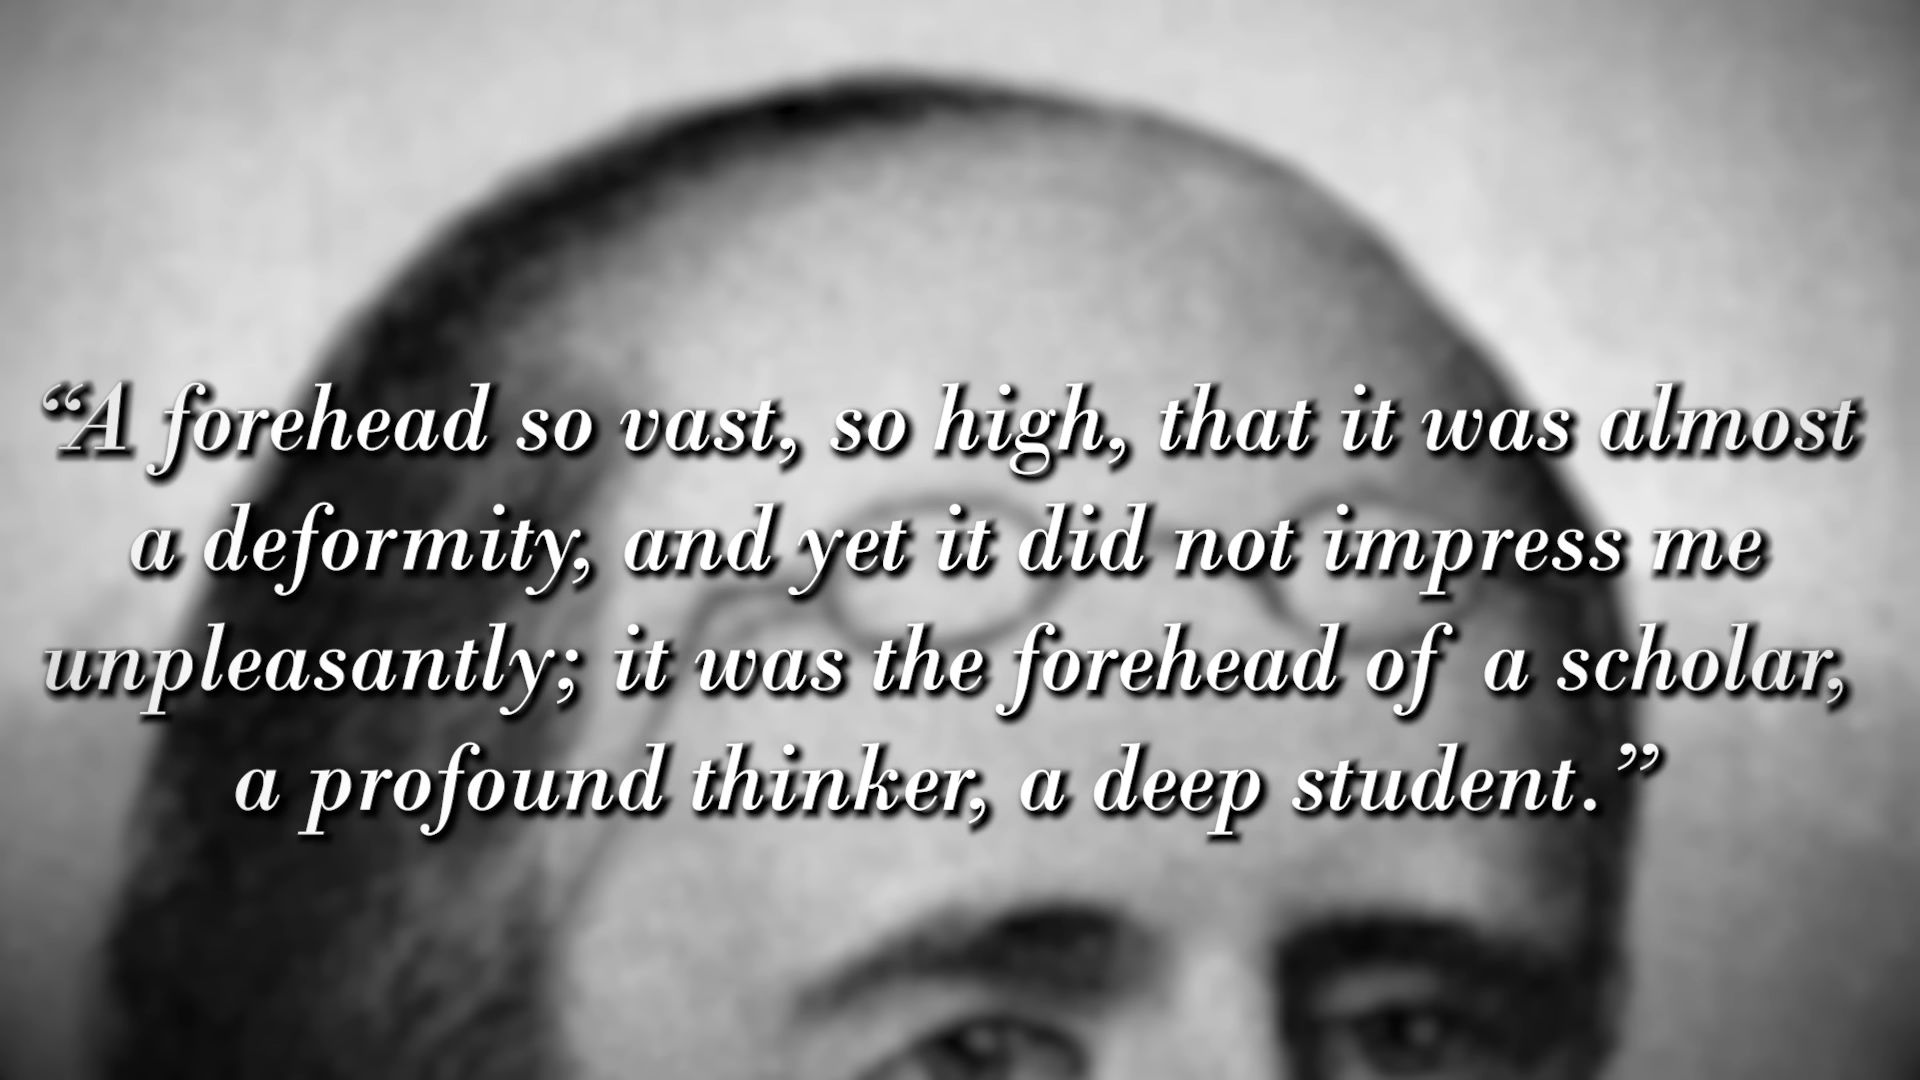 “A forehead so vast, so high, that it was almost
a deformity, and yet it did not impress me
unpleasantly; it was the forehead of a scholar,
a profound thinker, a deep student.”